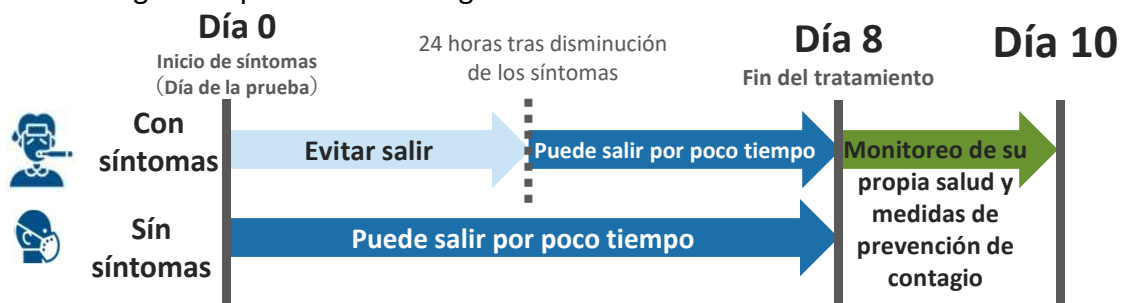 Día 0
Inicio de síntomas
(Día de la prueba)
24 horas tras disminución
de los síntomas
Día 8
Fin del tratamiento
Día 10
Con
síntomas
Evitar salir
Puede salir por poco tiempo
Monitoreo de su
propia salud y
medidas de
prevención de
contagio
Sín
síntomas
Puede salir por poco tiempo